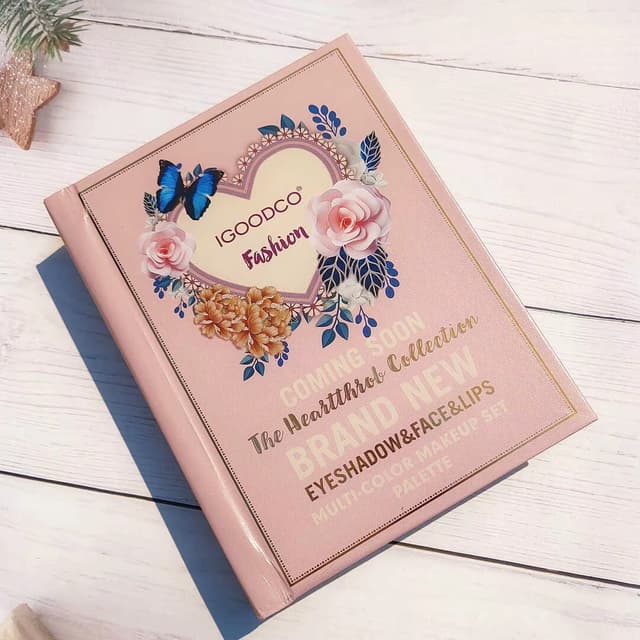 IGOODCO®
Fashion
COMING SOON
The Heartthrob Collection
BRAND NEW
EYESHADOW&FACE&LIPS
MULTI-COLOR MAKEUP SET
PALETTE